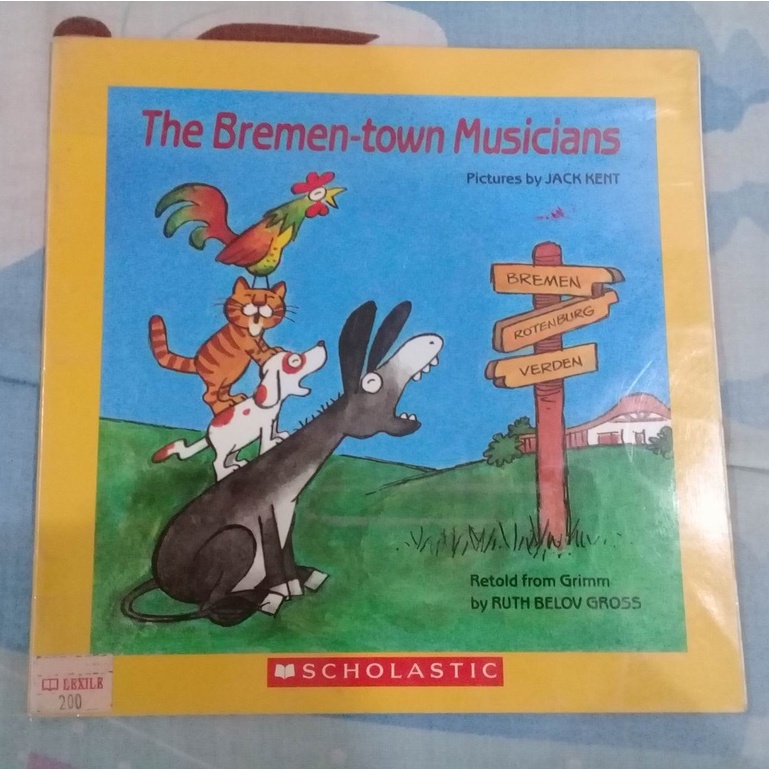 The Bremen-town Musicians
Pictures by JACK KENT
BREMEN
ROTENBURG
VERDEN
Retold from Grimm
by RUTH BELOV GROSS
SCHOLASTIC
LEXILE
200